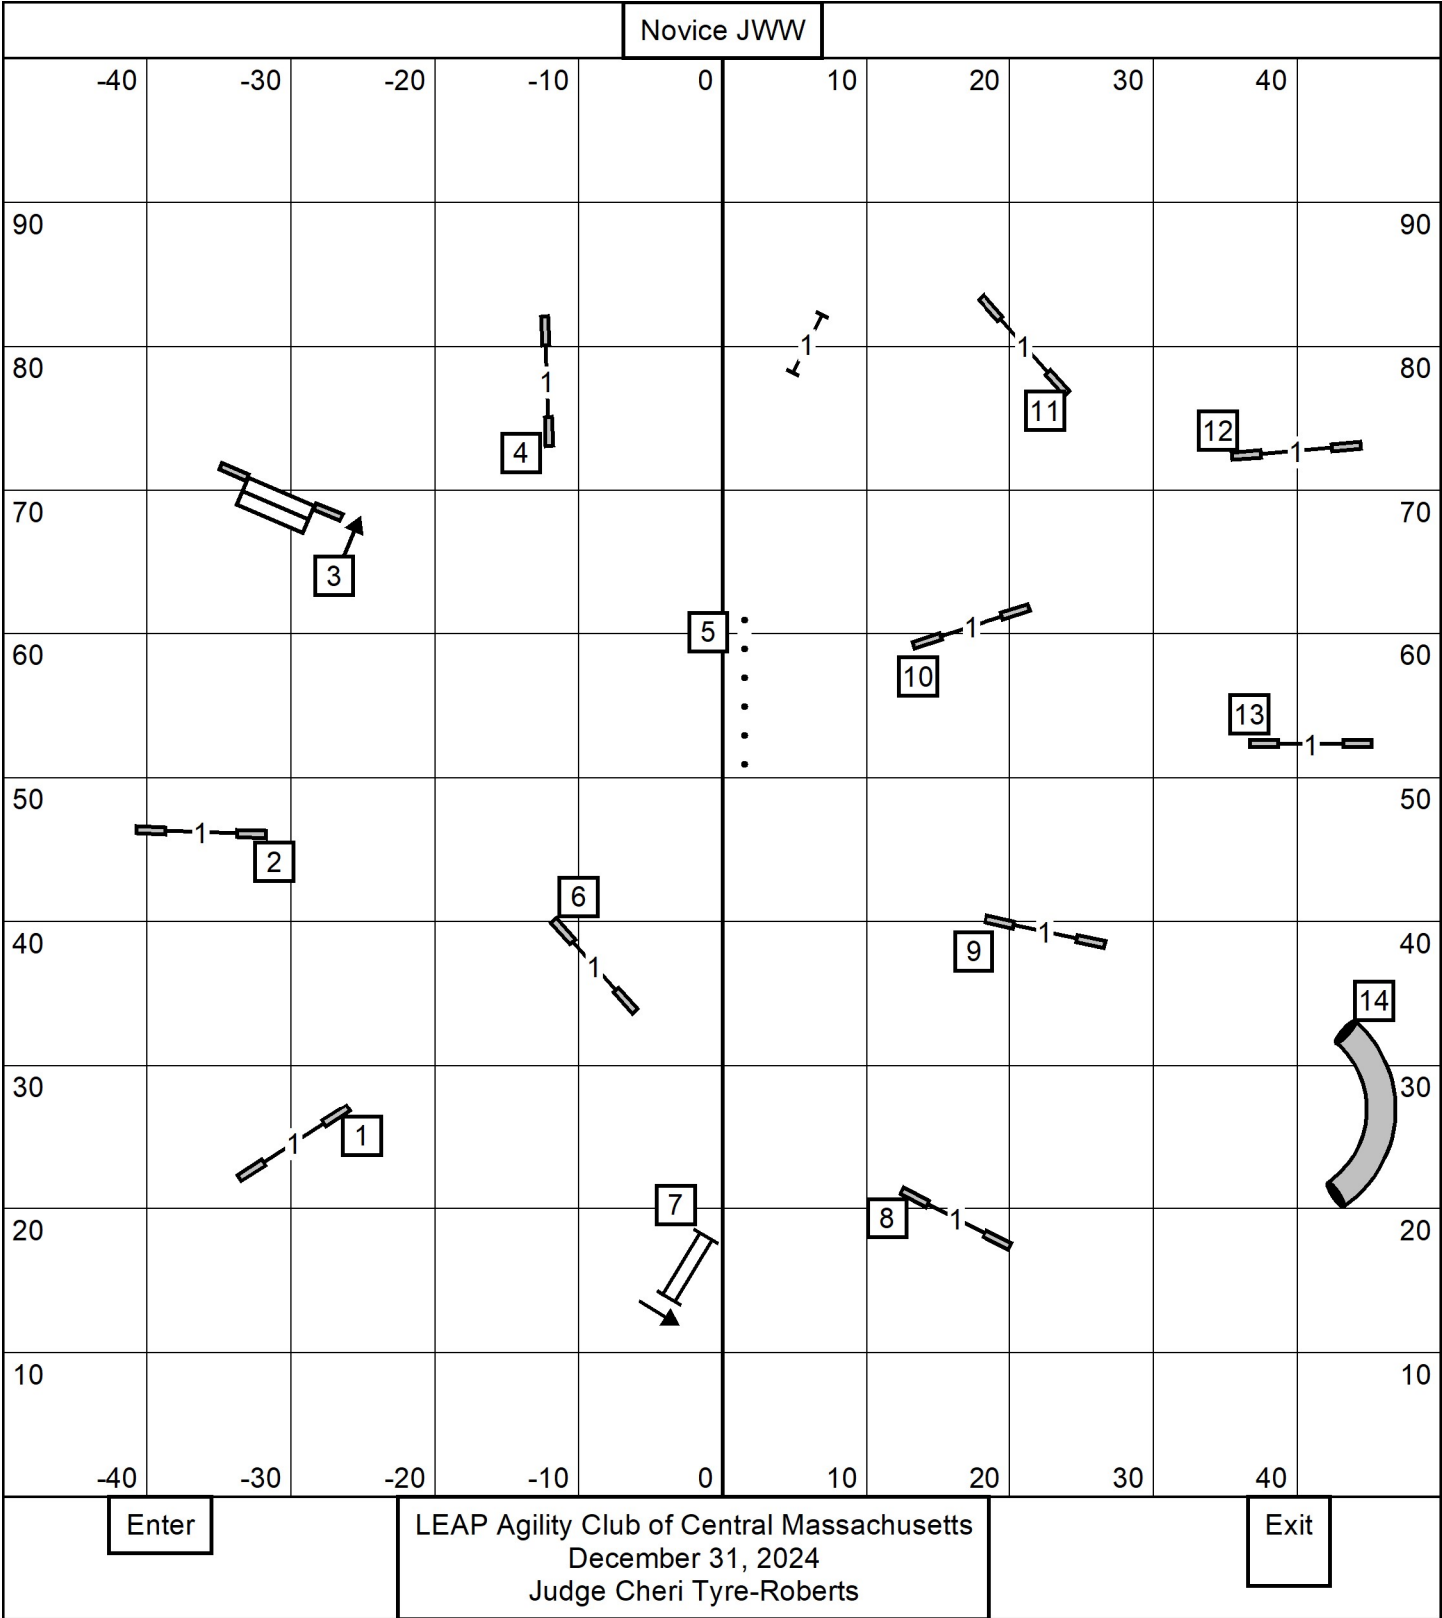 Novice JWW
-40 -30 -20 -10 0 10 20 30 40
90 90
1
1 1
80 1 80
11
12
4 1
70 70
3
5 1
60 60
10
13
1
50 50
1
2
6
40 1 9 1 40
14
30 30
1 1
7
8 1
20 20
10 10
-40 -30 -20 -10 0 10 20 30 40
Enter
LEAP Agility Club of Central Massachusetts
December 31, 2024
Judge Cheri Tyre-Roberts
Exit